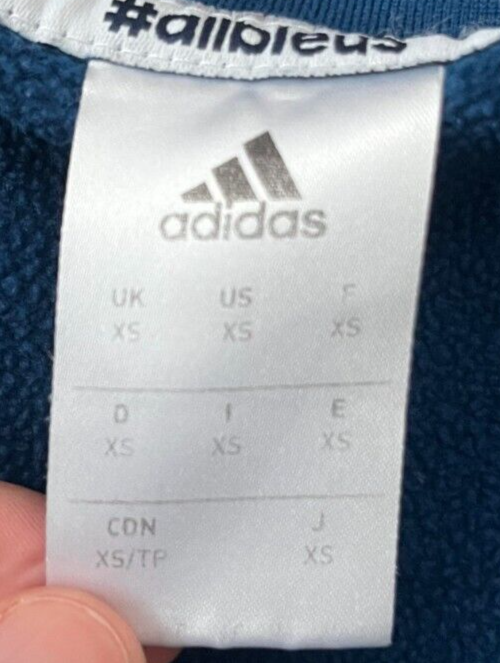 #allbleus
adidas
UK US F
XS XS XS
D I E
XS XS XS
CDN J
XS/TP XS